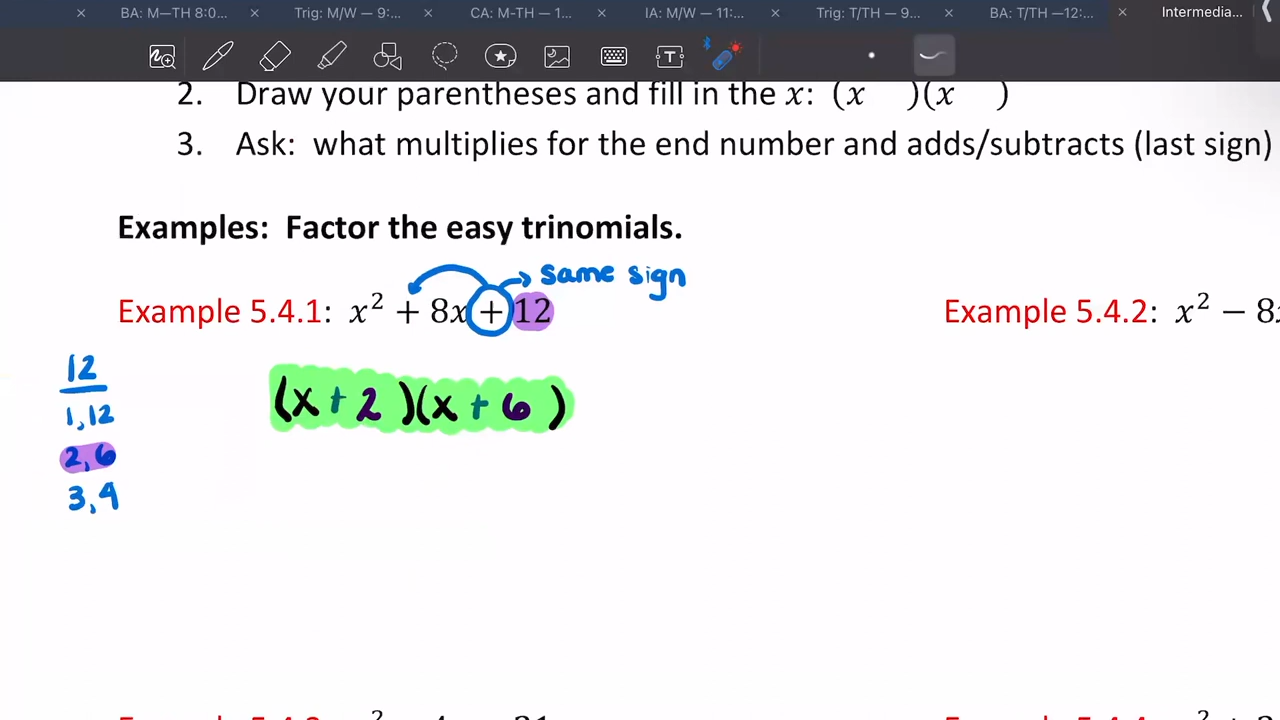 BA: M—TH 8:0... Trig: M/W — 9:... CA: M-TH — 1... IA: M/W — 11:... Trig: T/TH — 9... BA: T/TH —12:... Intermedia...
2. Draw your parentheses and fill in the x: (x )(x )
3. Ask: what multiplies for the end number and adds/subtracts (last sign)
Examples: Factor the easy trinomials.
same sign
Example 5.4.1: x² + 8x + 12
Example 5.4.2: x² − 8
12
1, 12
2, 6
3, 4
(x + 2)(x + 6)